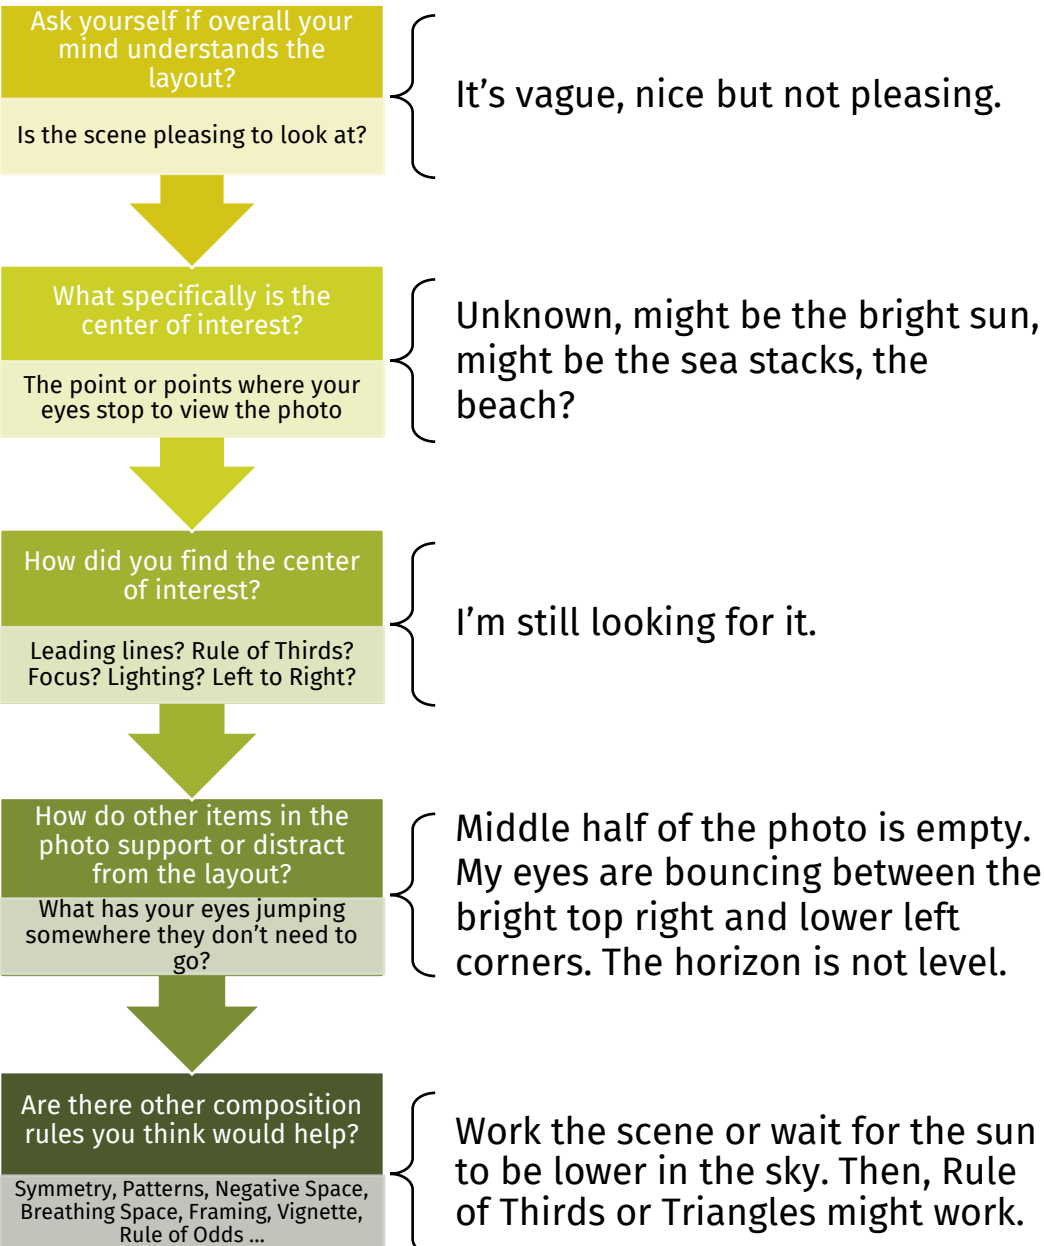 Ask yourself if overall your
mind understands the
layout?
Is the scene pleasing to look at?
It’s vague, nice but not pleasing.
What specifically is the
center of interest?
The point or points where your
eyes stop to view the photo
Unknown, might be the bright sun,
might be the sea stacks, the
beach?
How did you find the center
of interest?
Leading lines? Rule of Thirds?
Focus? Lighting? Left to Right?
I’m still looking for it.
How do other items in the
photo support or distract
from the layout?
What has your eyes jumping
somewhere they don’t need to
go?
Middle half of the photo is empty.
My eyes are bouncing between the
bright top right and lower left
corners. The horizon is not level.
Are there other composition
rules you think would help?
Symmetry, Patterns, Negative Space,
Breathing Space, Framing, Vignette,
Rule of Odds ...
Work the scene or wait for the sun
to be lower in the sky. Then, Rule
of Thirds or Triangles might work.